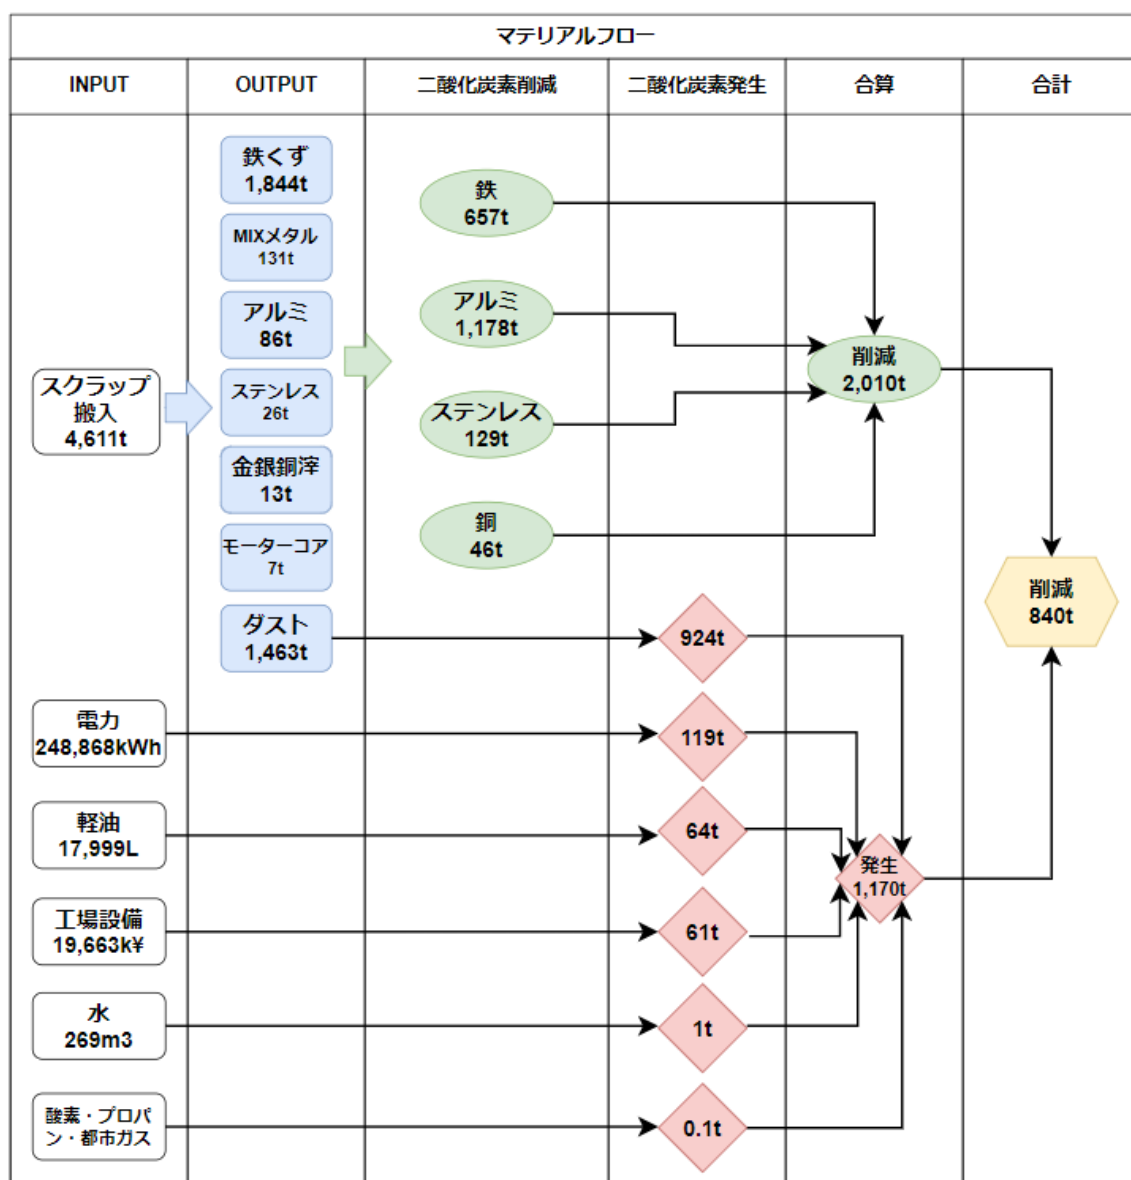 マテリアルフロー
INPUT
OUTPUT
二酸化炭素削減
二酸化炭素発生
合算
合計
スクラップ
搬入
4,611t
鉄くず
1,844t
MIXメタル
131t
アルミ
86t
ステンレス
26t
金銀銅滓
13t
モーターコア
7t
ダスト
1,463t
鉄
657t
アルミ
1,178t
ステンレス
129t
銅
46t
削減
2,010t
削減
840t
924t
電力
248,868kWh
119t
軽油
17,999L
64t
発生
1,170t
工場設備
19,663k¥
61t
水
269m3
1t
酸素・プロパ
ン・都市ガス
0.1t